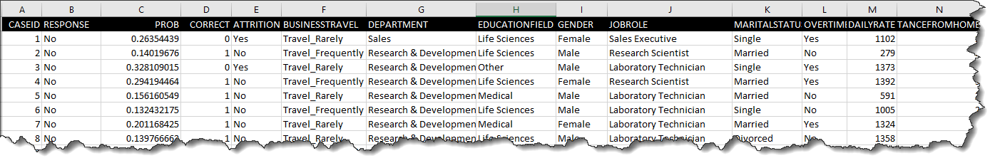 A B C D E F G H I J K L M N
CASEID RESPONSE PROB CORRECT ATTRITION BUSINESSTRAVEL DEPARTMENT EDUCATIONFIELD GENDER JOBROLE MARITALSTATU OVERTIMI DAILYRATE TANCEFROMHOME
1 No 0.26354439 0 Yes Travel_Rarely Sales Life Sciences Female Sales Executive Single Yes 1102
2 No 0.14019676 1 No Travel_Frequently Research & Developmen Life Sciences Male Research Scientist Married No 279
3 No 0.328109015 0 Yes Travel_Rarely Research & Developmen Other Male Laboratory Technician Single Yes 1373
4 No 0.294194464 1 No Travel_Frequently Research & Developmen Life Sciences Female Research Scientist Married Yes 1392
5 No 0.156160549 1 No Travel_Rarely Research & Developmen Medical Male Laboratory Technician Married No 591
6 No 0.132432175 1 No Travel_Frequently Research & Developmen Life Sciences Male Laboratory Technician Single No 1005
7 No 0.201168425 1 No Travel_Rarely Research & Developmen Medical Female Laboratory Technician Married Yes 1324
8 No 0.139766662 1 No Travel_Rarely Research & Developmen Life Sciences Male Laboratory Technician Divorced No 1358